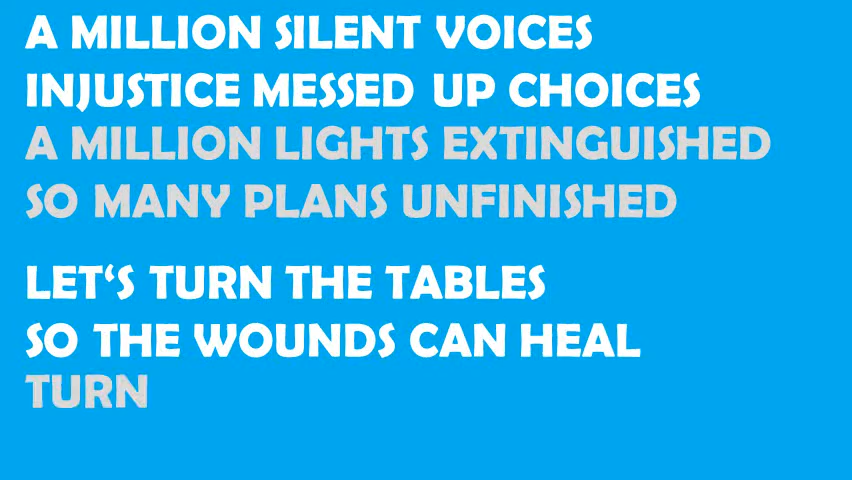 A MILLION SILENT VOICES
INJUSTICE MESSED UP CHOICES
A MILLION LIGHTS EXTINGUISHED
SO MANY PLANS UNFINISHED
LET‘S TURN THE TABLES
SO THE WOUNDS CAN HEAL
TURN